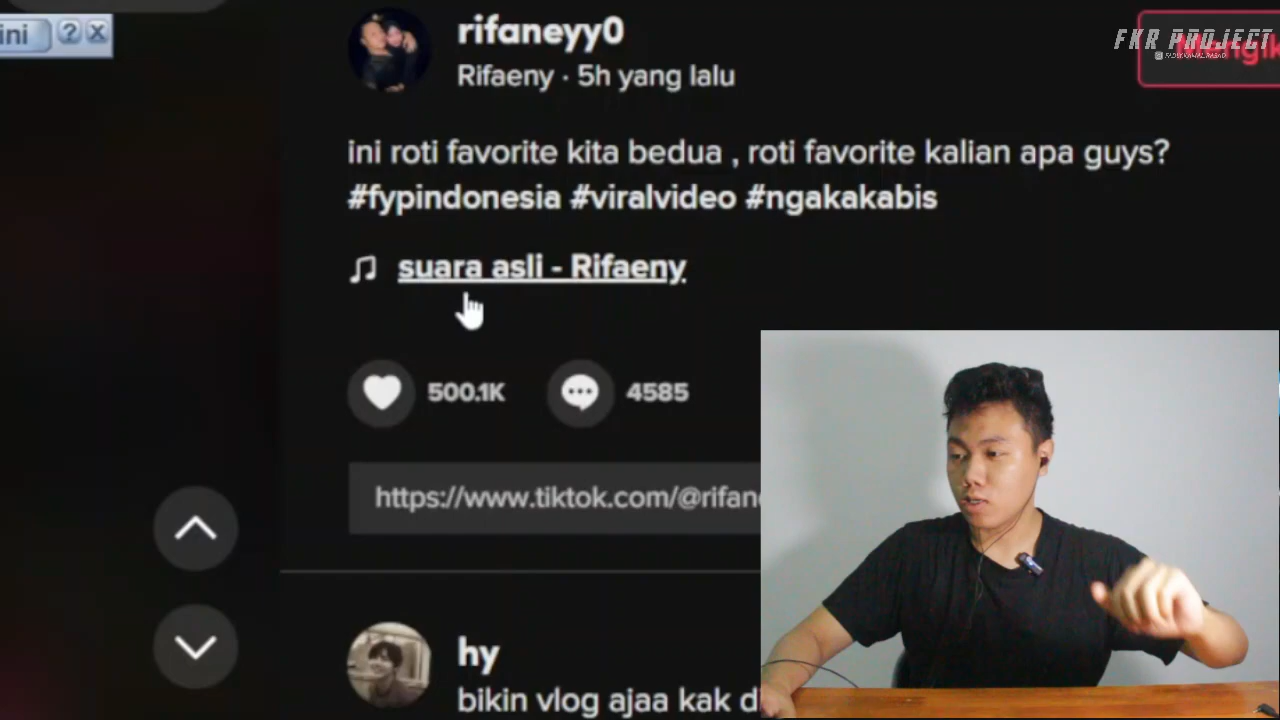 ini
rifaneyy0
Rifaeny · 5h yang lalu
FKR PROJECT
ini roti favorite kita bedua , roti favorite kalian apa guys?
#fypindonesia #viralvideo #ngakakabis
suara asli - Rifaeny
500.1K
4585
https://www.tiktok.com/@rifan
hy
bikin vlog ajaa kak d